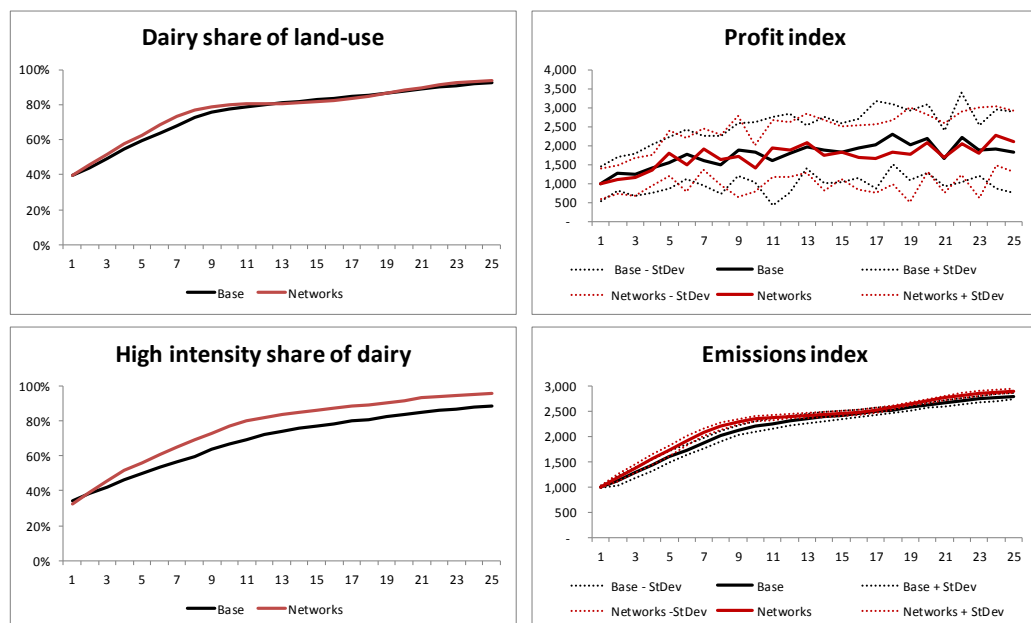 Dairy share of land-use
100%
80%
60%
40%
20%
0%
1 3 5 7 9 11 13 15 17 19 21 23 25
Base Networks
Profit index
4,000
3,500
3,000
2,500
2,000
1,500
1,000
500
-
1 3 5 7 9 11 13 15 17 19 21 23 25
Base - StDev Base Base + StDev
Networks - StDev Networks Networks + StDev
High intensity share of dairy
100%
80%
60%
40%
20%
0%
1 3 5 7 9 11 13 15 17 19 21 23 25
Base Networks
Emissions index
3,000
2,500
2,000
1,500
1,000
500
-
1 3 5 7 9 11 13 15 17 19 21 23 25
Base - StDev Base Base + StDev
Networks -StDev Networks Networks + StDev